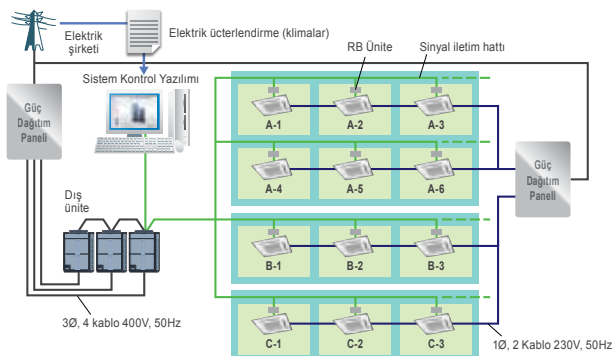 Elektrik
şirketi
Elektrik ücterlendirme (klimalar)
RB Ünite
Sinyal iletim hattı
Sistem Kontrol Yazılımı
Güç
Dağıtım
Paneli
A-1
A-2
A-3
A-4
A-5
A-6
Güç
Dağıtım
Paneli
Dış
ünite
B-1
B-2
B-3
C-1
C-2
C-3
3Ø, 4 kablo 400V, 50Hz
1Ø, 2 Kablo 230V, 50Hz